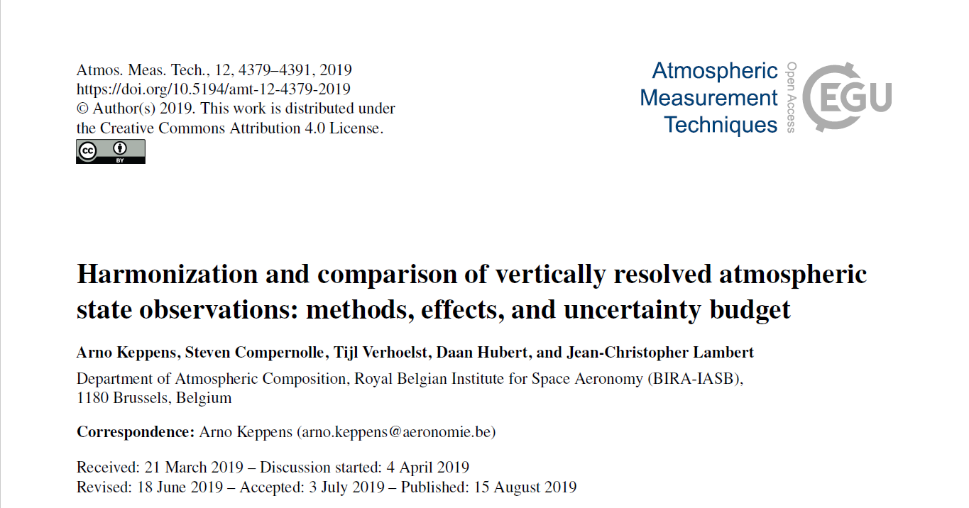 Atmos. Meas. Tech., 12, 4379–4391, 2019
https://doi.org/10.5194/amt-12-4379-2019
© Author(s) 2019. This work is distributed under
the Creative Commons Attribution 4.0 License.
cc
BY
Atmospheric
Measurement
Techniques
Open Access
EGU
Harmonization and comparison of vertically resolved atmospheric
state observations: methods, effects, and uncertainty budget
Arno Keppens, Steven Compernolle, Tijl Verhoelst, Daan Hubert, and Jean-Christopher Lambert
Department of Atmospheric Composition, Royal Belgian Institute for Space Aeronomy (BIRA-IASB),
1180 Brussels, Belgium
Correspondence: Arno Keppens (arno.keppens@aeronomie.be)
Received: 21 March 2019 – Discussion started: 4 April 2019
Revised: 18 June 2019 – Accepted: 3 July 2019 – Published: 15 August 2019